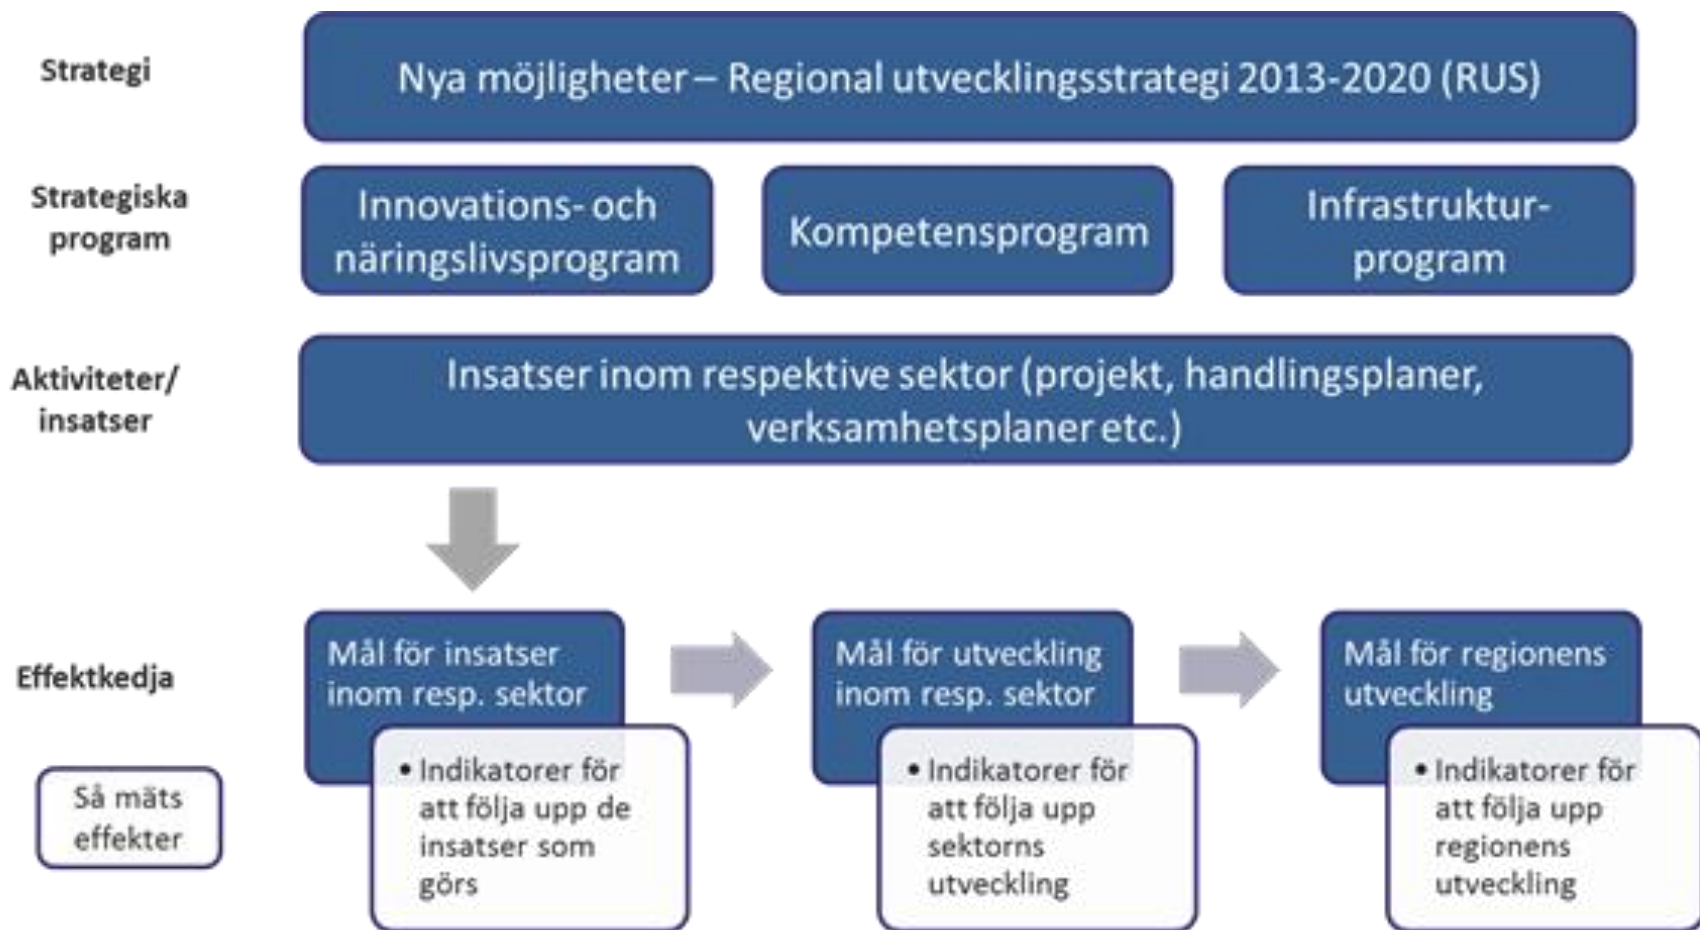 Strategi
Nya möjligheter – Regional utvecklingsstrategi 2013-2020 (RUS)
Strategiska
program
Innovations- och
näringslivsprogram
Kompetensprogram
Infrastruktur-
program
Aktiviteter/
insatser
Insatser inom respektive sektor (projekt, handlingsplaner,
verksamhetsplaner etc.)
Effektkedja
Mål för insatser
inom resp. sektor
Mål för utveckling
inom resp. sektor
Mål för regionens
utveckling
Så mäts
effekter
• Indikatorer för
att följa upp de
insatser som
görs
• Indikatorer för
att följa upp
sektorns
utveckling
• Indikatorer för
att följa upp
regionens
utveckling